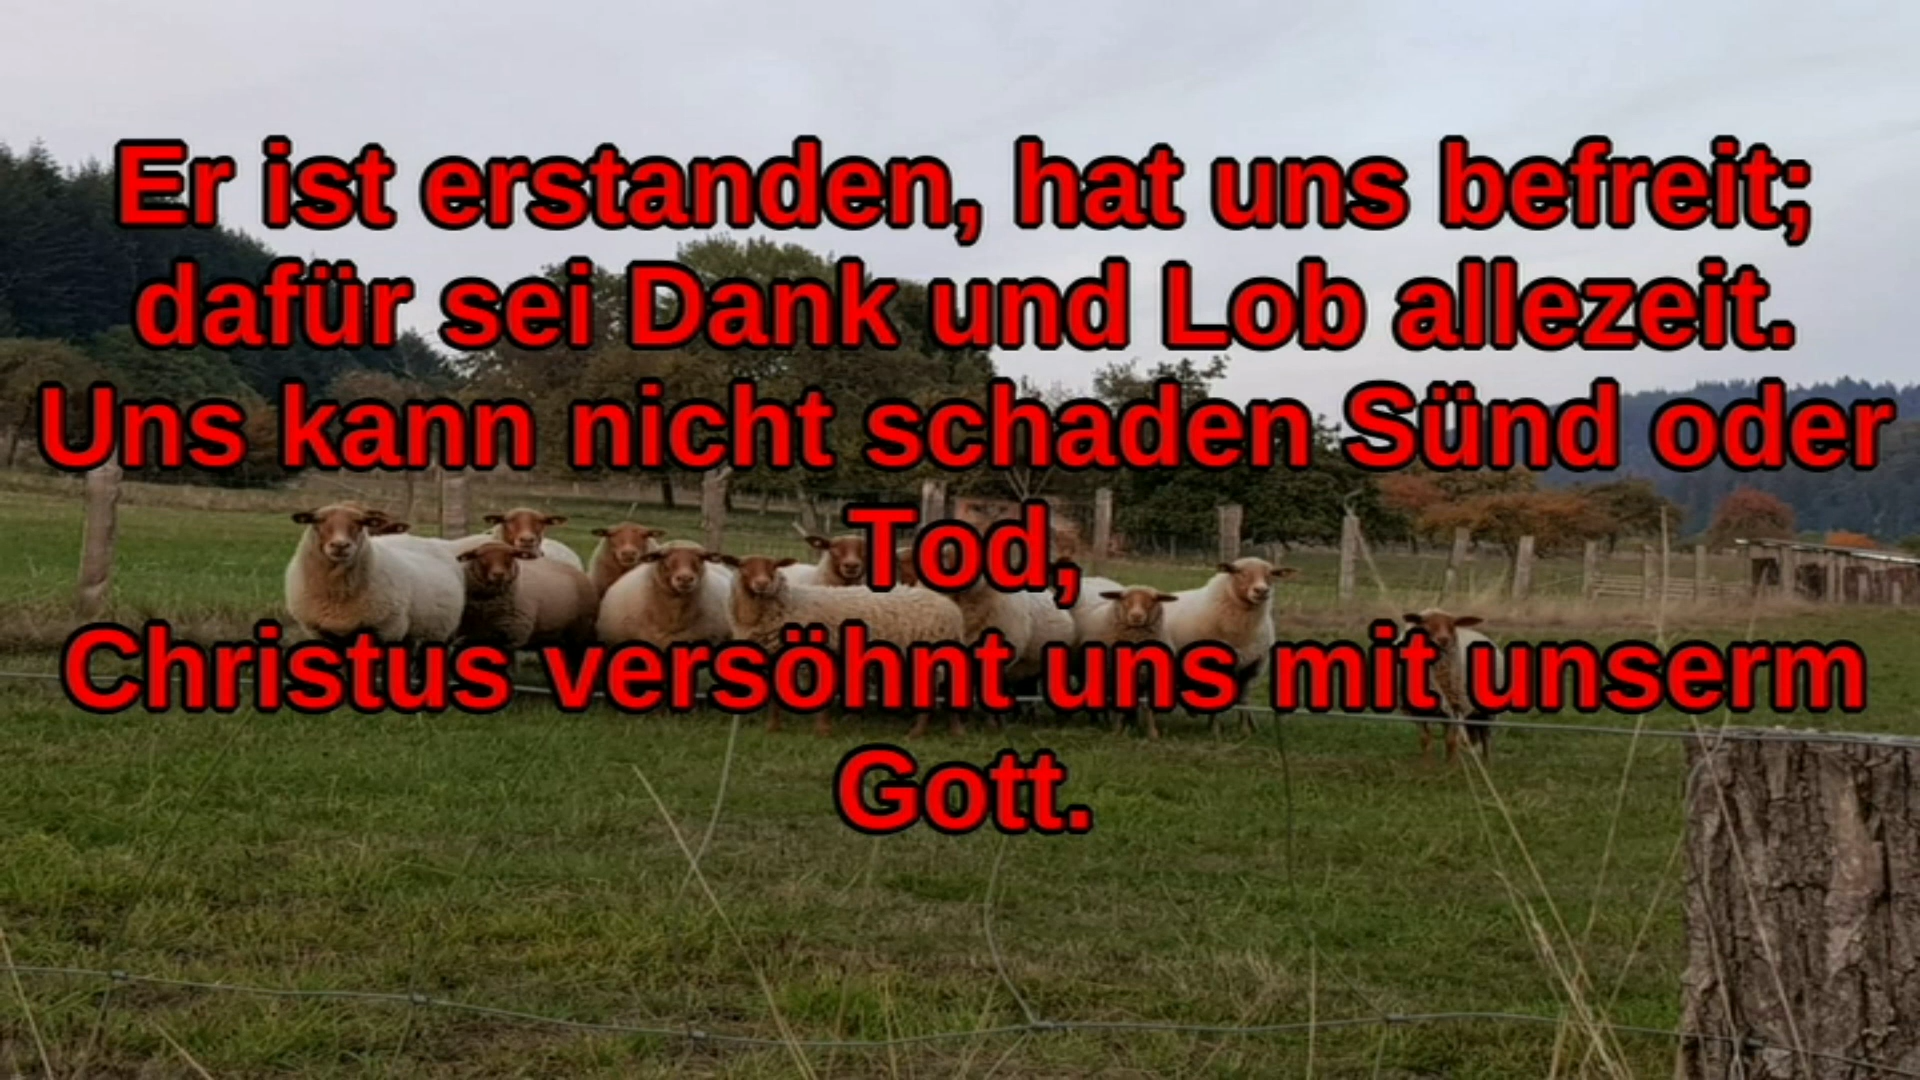 Er ist erstanden, hat uns befreit;
dafür sei Dank und Lob allezeit.
Uns kann nicht schaden Sünd oder
Tod,
Christus versöhnt uns mit unserm
Gott.